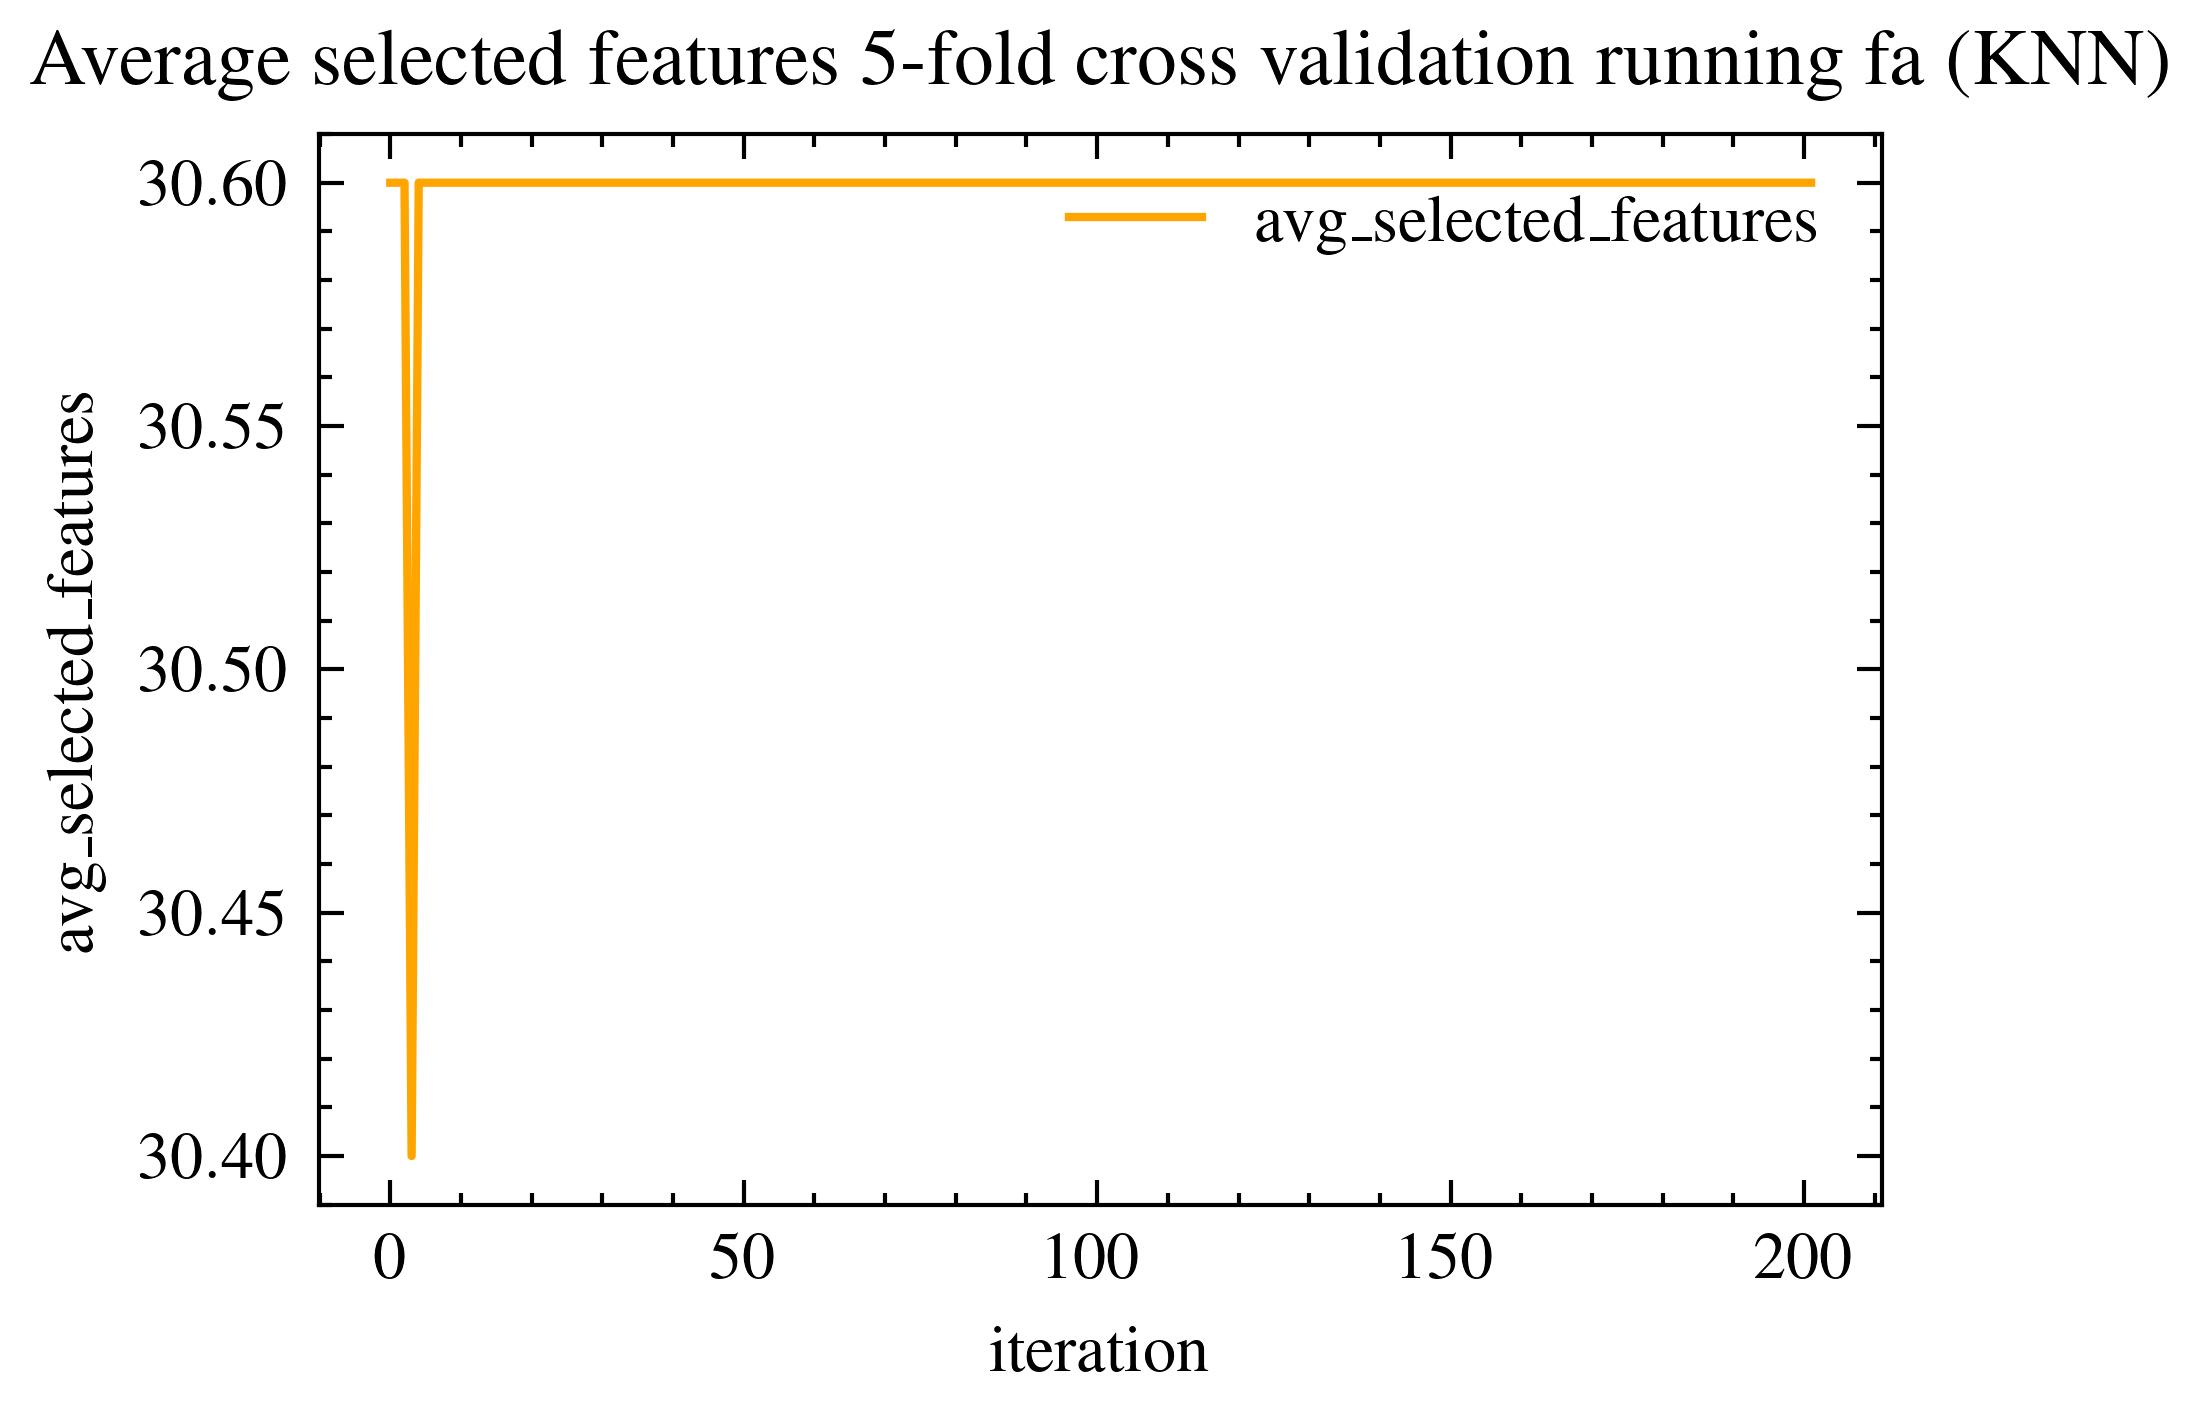 Average selected features 5-fold cross validation running fa (KNN)
avg_selected_features
30.60
30.55
30.50
30.45
30.40
avg_selected_features
0 50 100 150 200
iteration